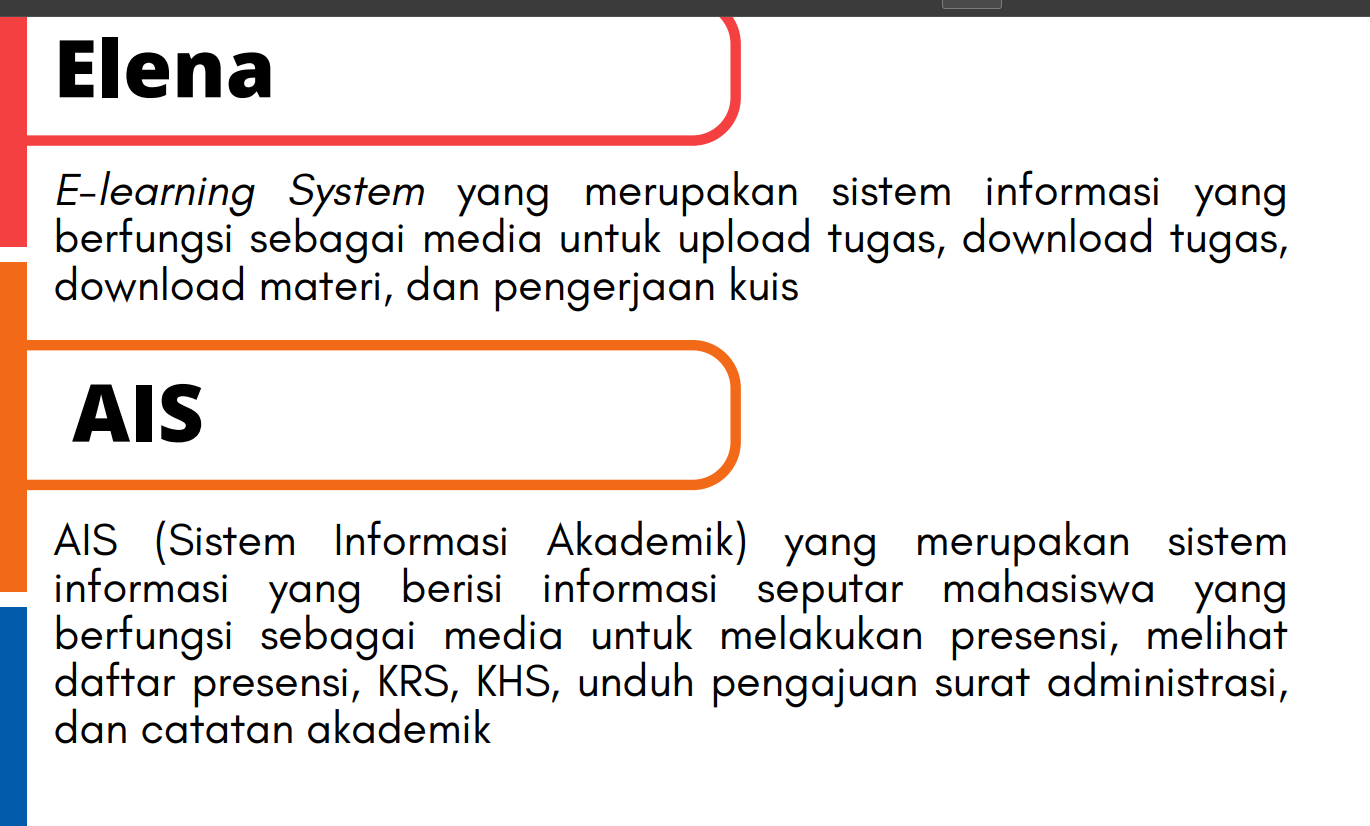 Elena
E-learning System yang merupakan sistem informasi yang
berfungsi sebagai media untuk upload tugas, download tugas,
download materi, dan pengerjaan kuis
AIS
AIS (Sistem Informasi Akademik) yang merupakan sistem
informasi yang berisi informasi seputar mahasiswa yang
berfungsi sebagai media untuk melakukan presensi, melihat
daftar presensi, KRS, KHS, unduh pengajuan surat administrasi,
dan catatan akademik